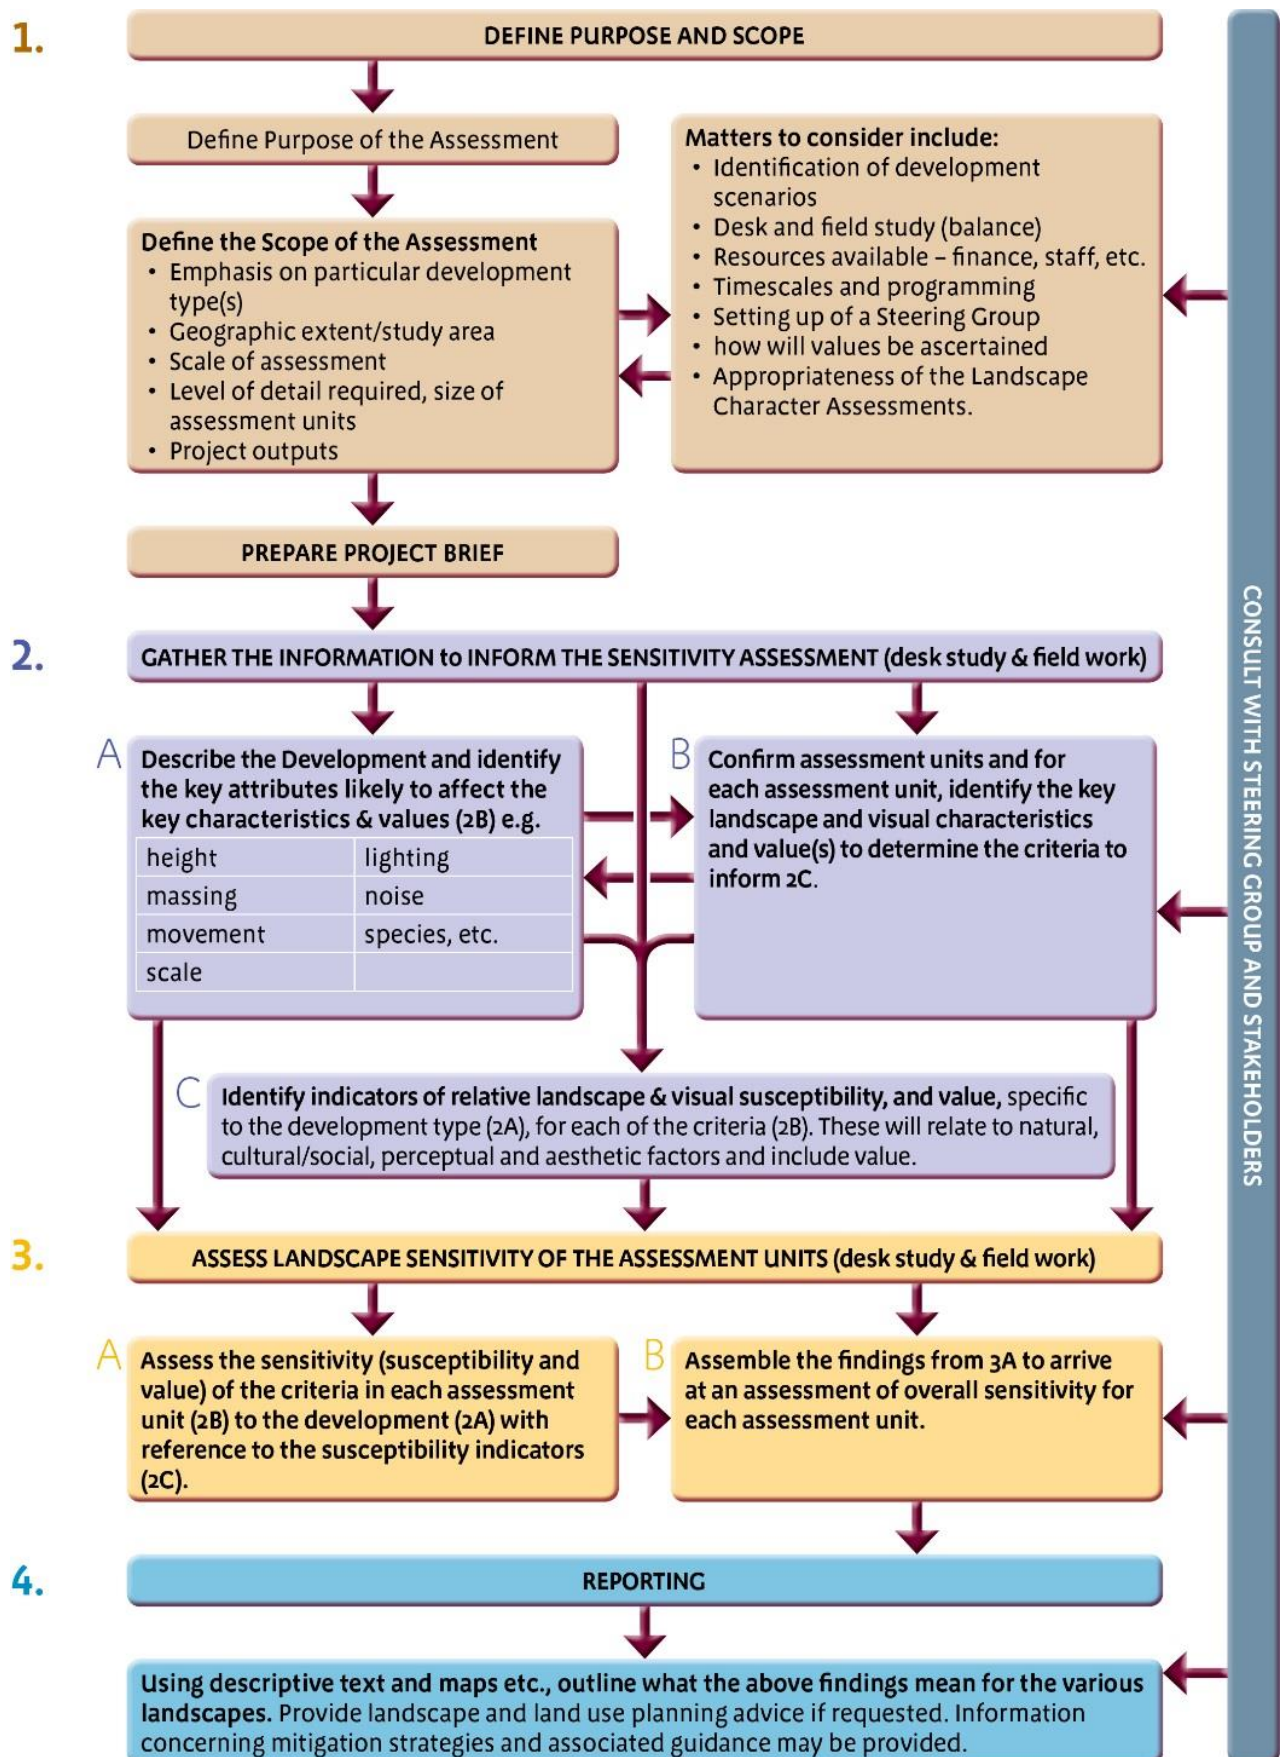 1.
DEFINE PURPOSE AND SCOPE
Define Purpose of the Assessment
Define the Scope of the Assessment
• Emphasis on particular development
type(s)
• Geographic extent/study area
• Scale of assessment
• Level of detail required, size of
assessment units
• Project outputs
Matters to consider include:
• Identification of development
scenarios
• Desk and field study (balance)
• Resources available – finance, staff, etc.
• Timescales and programming
• Setting up of a Steering Group
• how will values be ascertained
• Appropriateness of the Landscape
Character Assessments.
PREPARE PROJECT BRIEF
2.
GATHER THE INFORMATION to INFORM THE SENSITIVITY ASSESSMENT (desk study & field work)
A
Describe the Development and identify
the key attributes likely to affect the
key characteristics & values (2B) e.g.
height lighting
massing noise
movement species, etc.
scale
B
Confirm assessment units and for
each assessment unit, identify the key
landscape and visual characteristics
and value(s) to determine the criteria to
inform 2C.
C
Identify indicators of relative landscape & visual susceptibility, and value, specific
to the development type (2A), for each of the criteria (2B). These will relate to natural,
cultural/social, perceptual and aesthetic factors and include value.
3.
ASSESS LANDSCAPE SENSITIVITY OF THE ASSESSMENT UNITS (desk study & field work)
A
Assess the sensitivity (susceptibility and
value) of the criteria in each assessment
unit (2B) to the development (2A) with
reference to the susceptibility indicators
(2C).
B
Assemble the findings from 3A to arrive
at an assessment of overall sensitivity for
each assessment unit.
4.
REPORTING
Using descriptive text and maps etc., outline what the above findings mean for the various
landscapes. Provide landscape and land use planning advice if requested. Information
concerning mitigation strategies and associated guidance may be provided.
CONSULT WITH STEERING GROUP AND STAKEHOLDERS